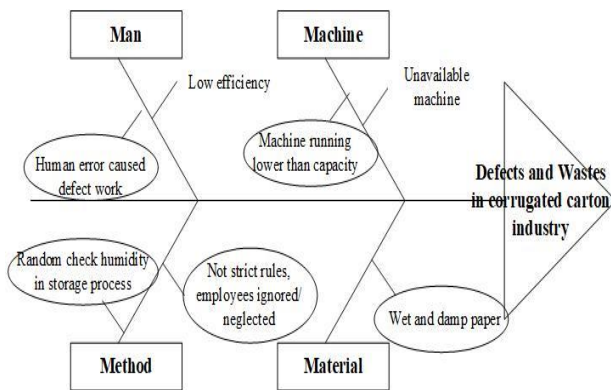 Man
Machine
Low efficiency
Unavailable
machine
Human error caused
defect work
Machine running
lower than capacity
Defects and Wastes
in corrugated carton
industry
Random check humidity
in storage process
Not strict rules,
employees ignored/
neglected
Wet and damp paper
Method
Material